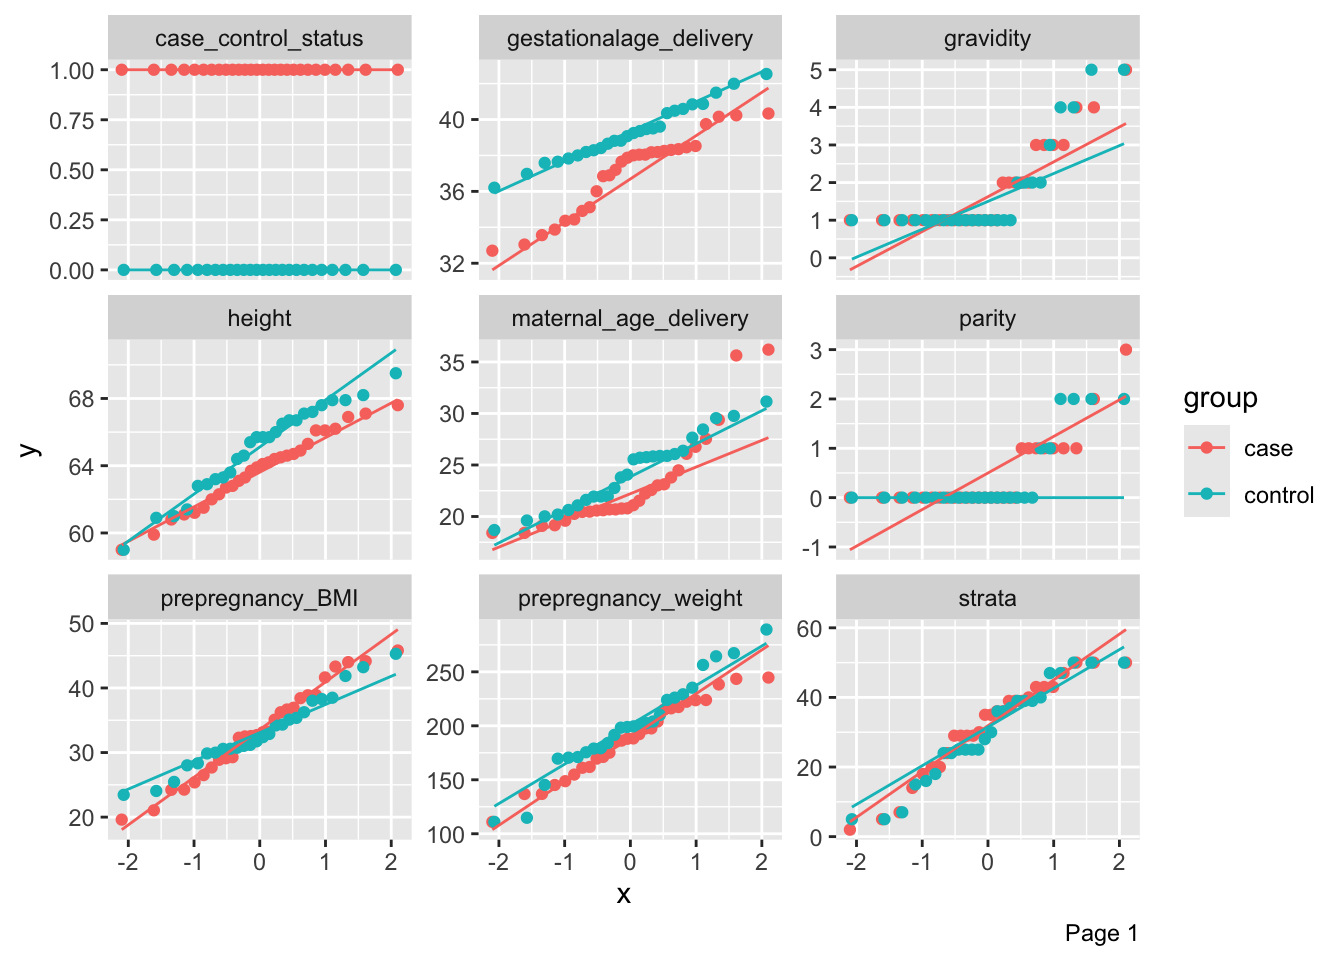 case_control_status
gestationalage_delivery
gravidity
1.00
0.75
0.50
0.25
0.00
40
36
32
5
4
3
2
1
0
height
maternal_age_delivery
parity
68
64
60
35
30
25
20
3
2
1
0
-1
prepregnancy_BMI
prepregnancy_weight
strata
50
40
30
20
250
200
150
100
60
40
20
0
-2 -1 0 1 2
-2 -1 0 1 2
-2 -1 0 1 2
x
y
group
case
control
Page 1